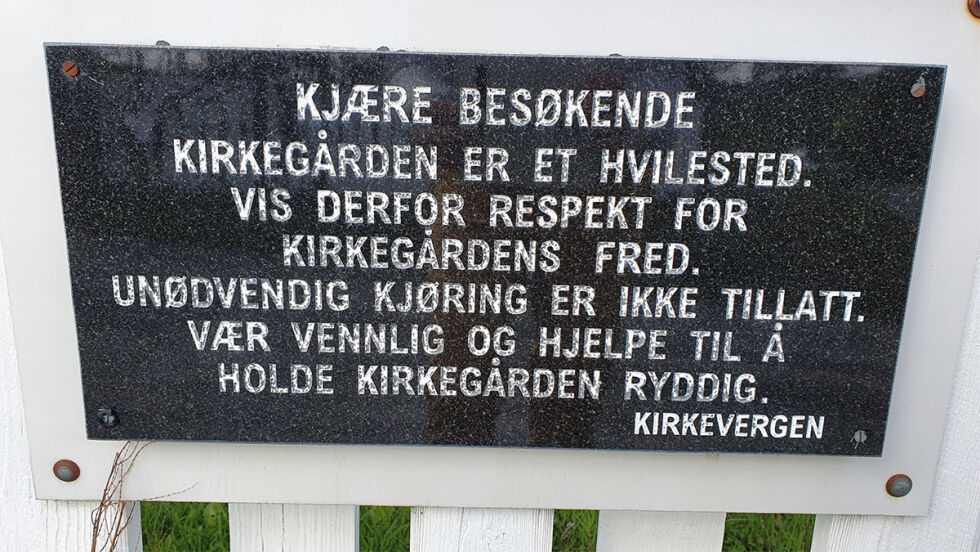 KJÆRE BESØKENDE
KIRKEGÅRDEN ER ET HVILESTED.
VIS DERFOR RESPEKT FOR
KIRKEGÅRDENS FRED.
UNØDVENDIG KJØRING ER IKKE TILLATT.
VÆR VENNLIG OG HJELPE TIL Å
HOLDE KIRKEGÅRDEN RYDDIG.
KIRKEVERGEN